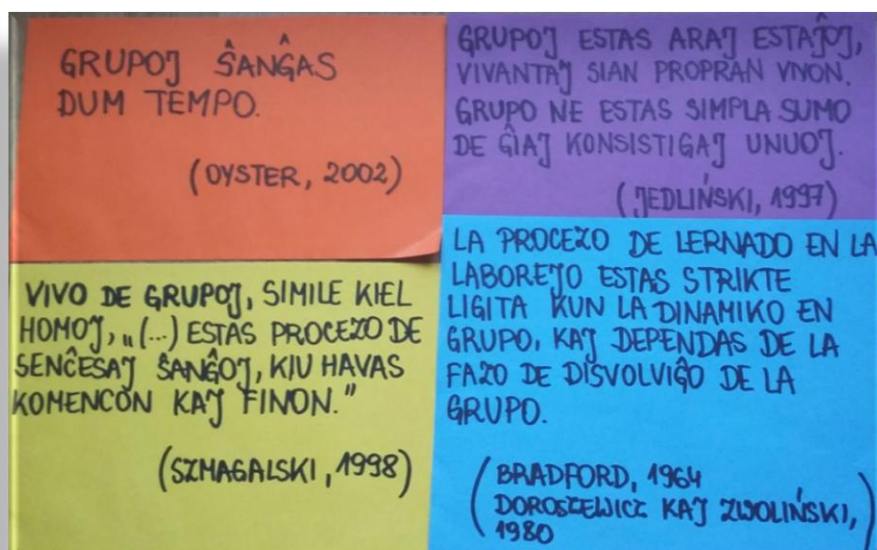 GRUPOJ ŜANĜAS
DUM TEMPO.
(OYSTER, 2002)
GRUPOJ ESTAS ARAJ ESTAĴOJ,
VIVANTAJ SIAN PROPRAN VIVON.
GRUPO NE ESTAS SIMPLA SUMO
DE ĜIAJ KONSISTIGAJ UNUOJ.
(JEDLIŃSKI, 1997)
VIVO DE GRUPOJ, SIMILE KIEL
HOMOJ, „(...) ESTAS PROCEZO DE
SENĈESAJ ŜANĜOJ, KIU HAVAS
KOMENCON KAJ FINON."
(SZMAGALSKI, 1998)
LA PROCEZO DE LERNADO EN LA
LABOREJO ESTAS STRIKTE
LIGITA KUN LA DINAMIKO EN
GRUPO, KAJ DEPENDAS DE LA
FAZO DE DISVOLVIĜO DE LA
GRUPO.
(BRADFORD, 1964
DOROSZEWICZ KAJ ZWOLIŃSKI,
1980)